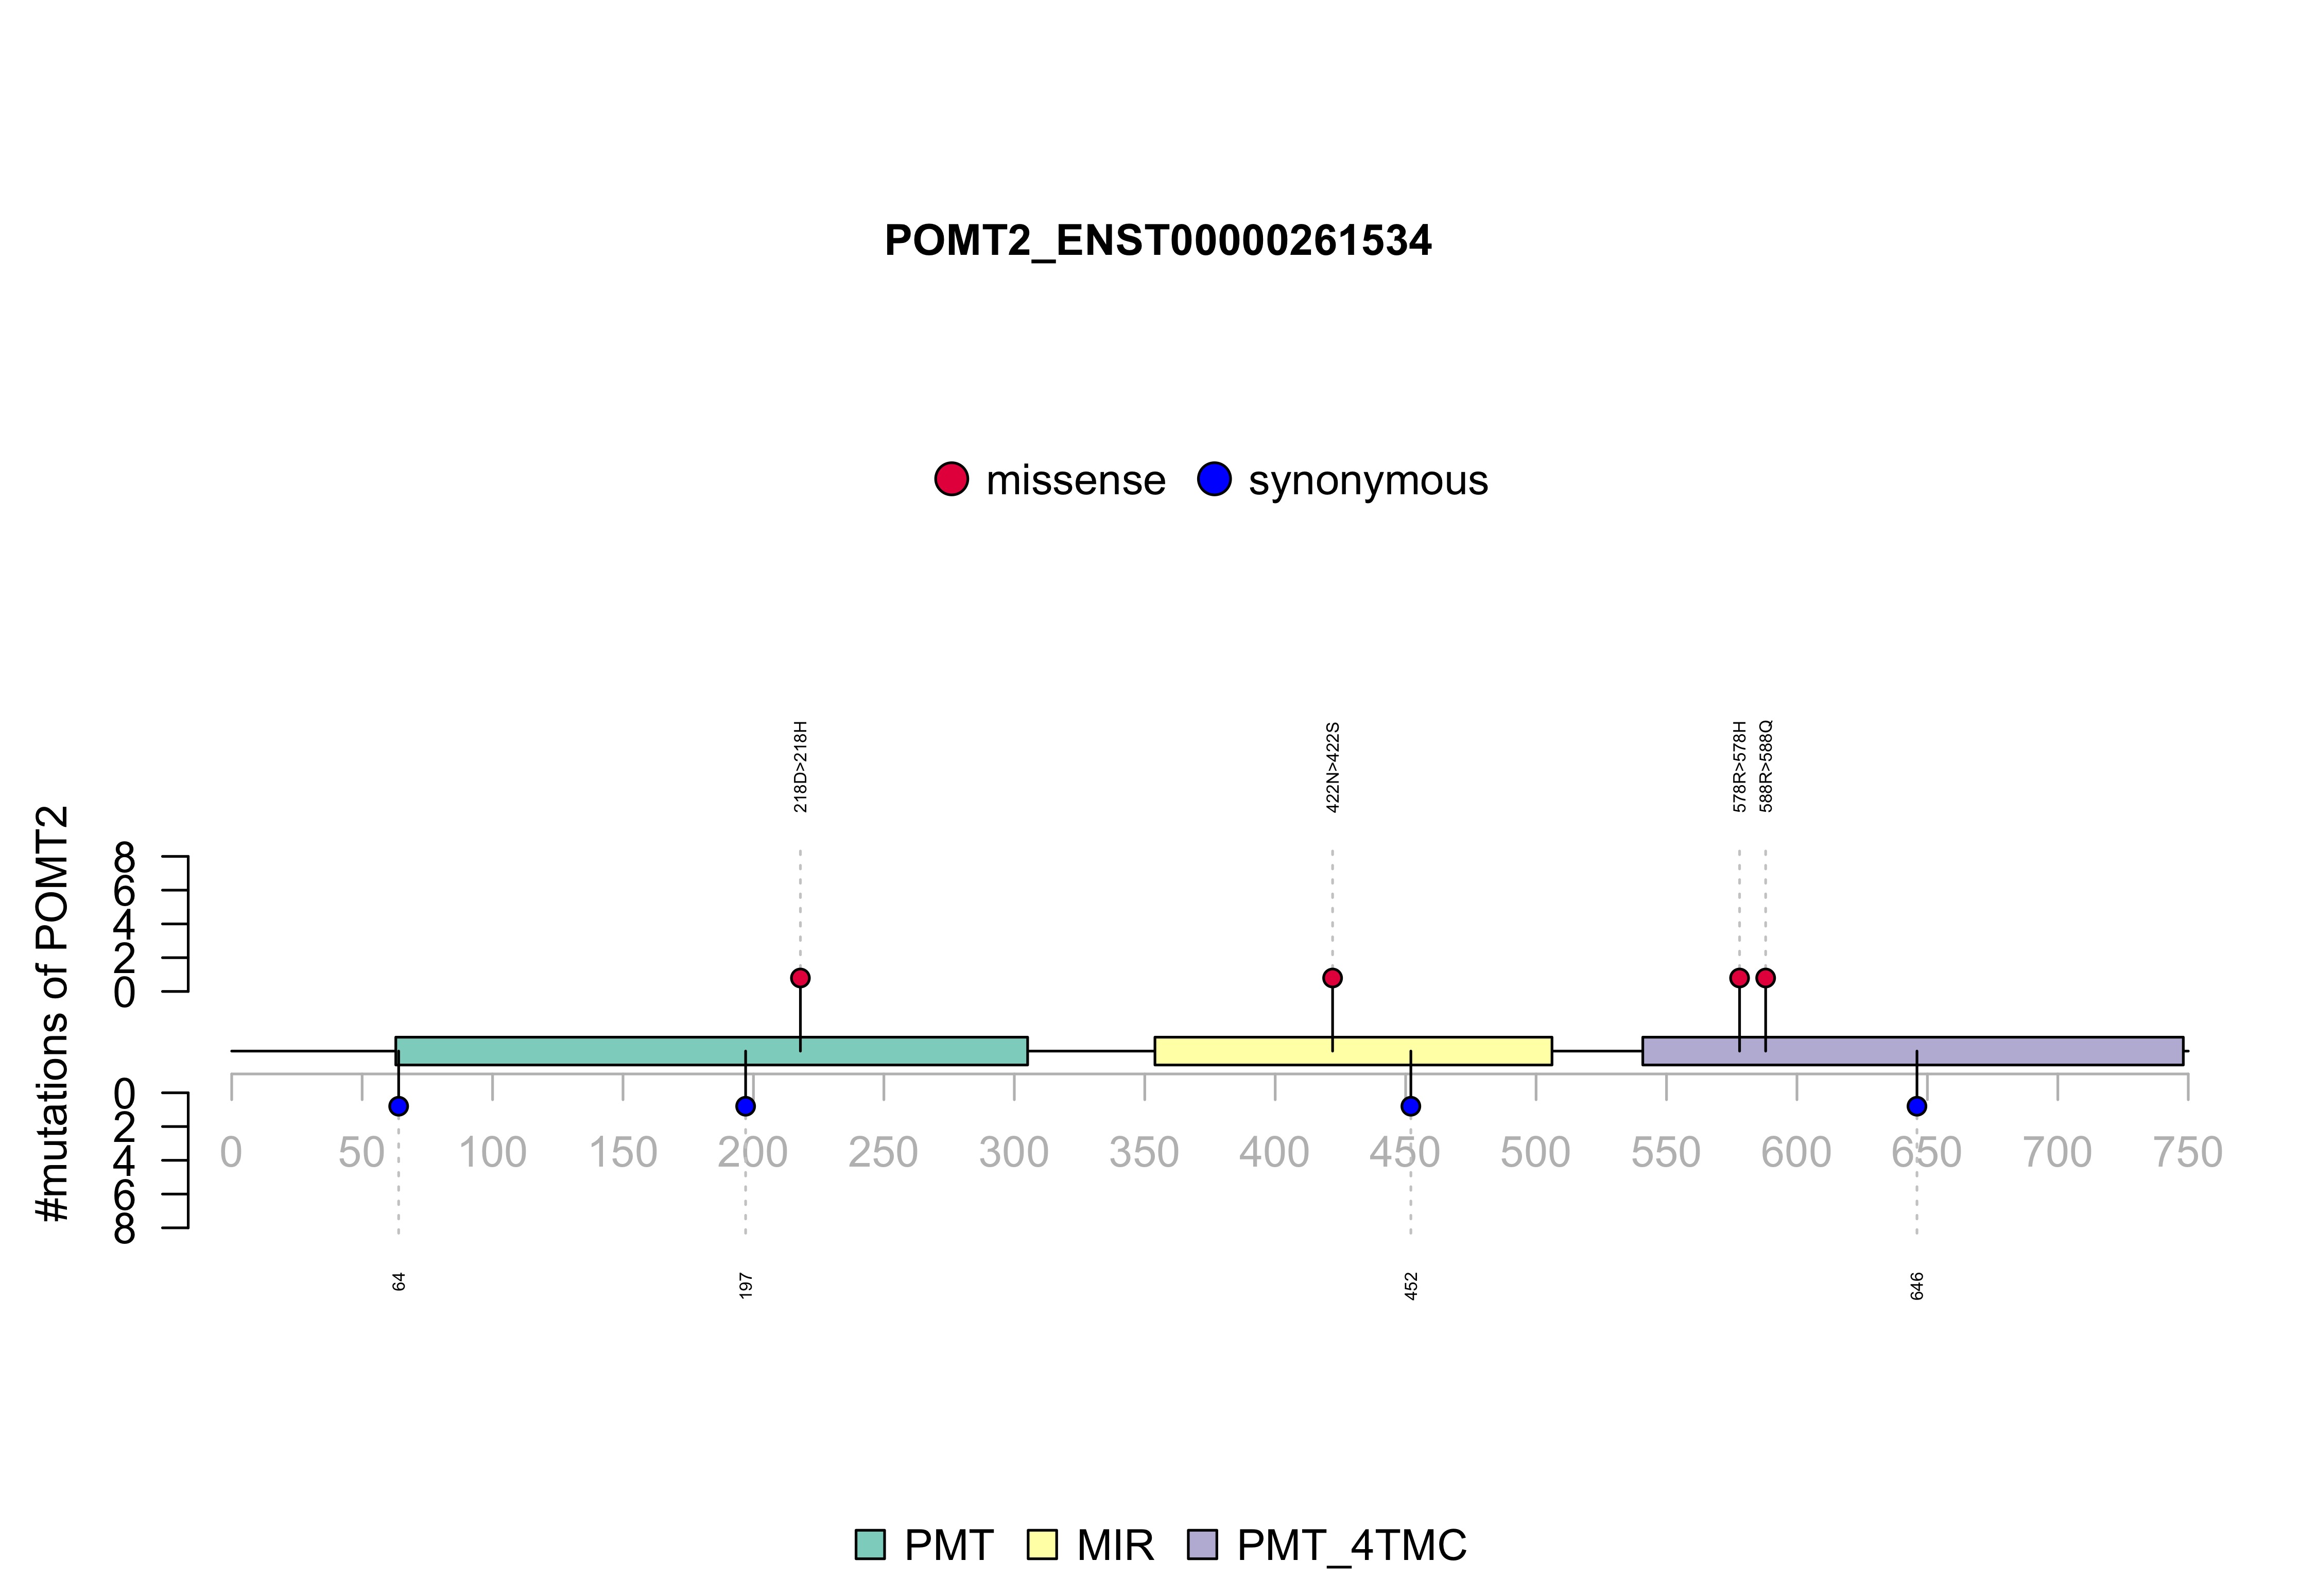 POMT2_ENST00000261534
missense synonymous
218D>218H 422N>422S 578R>578H 588R>588Q
#mutations of POMT2
8
6
4
2
0
0
2
4
6
8
0 50 100 150 200 250 300 350 400 450 500 550 600 650 700 750
64 197 452 646
PMT MIR PMT_4TMC